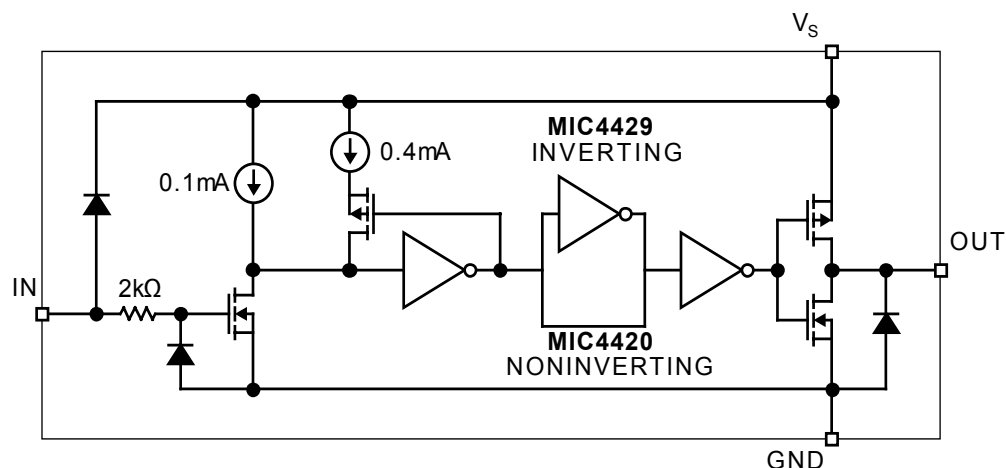 V_S
MIC4429
INVERTING
0.4mA
0.1mA
OUT
IN
2kΩ
MIC4420
NONINVERTING
GND